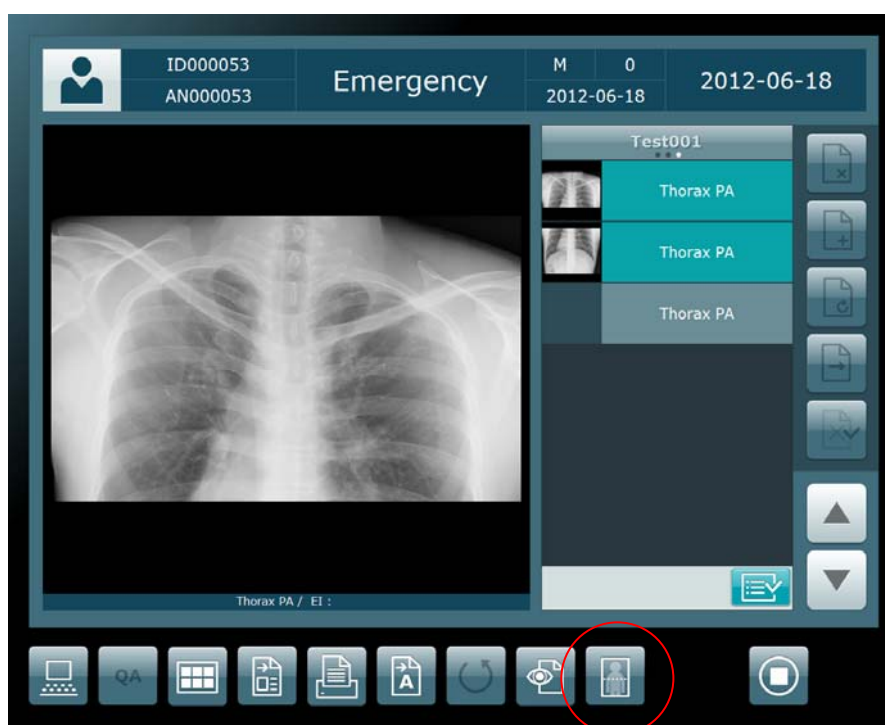 ID000053
AN000053
Emergency
M 0
2012-06-18
2012-06-18
Test001
Thorax PA
Thorax PA
Thorax PA
Thorax PA / EI :
QA
A